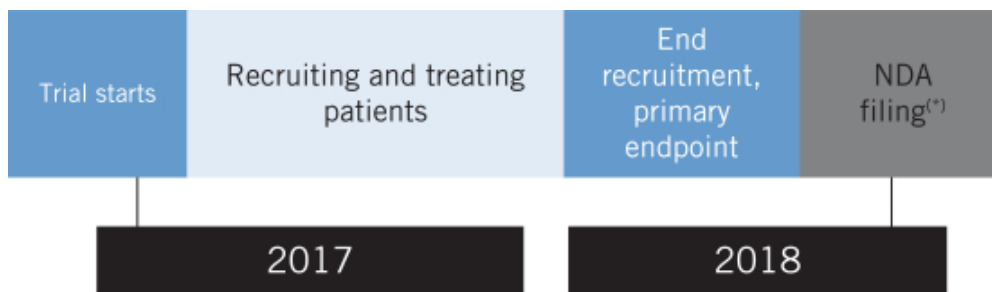 Trial starts
Recruiting and treating
patients
End
recruitment,
primary
endpoint
NDA
filing(*)
2017
2018